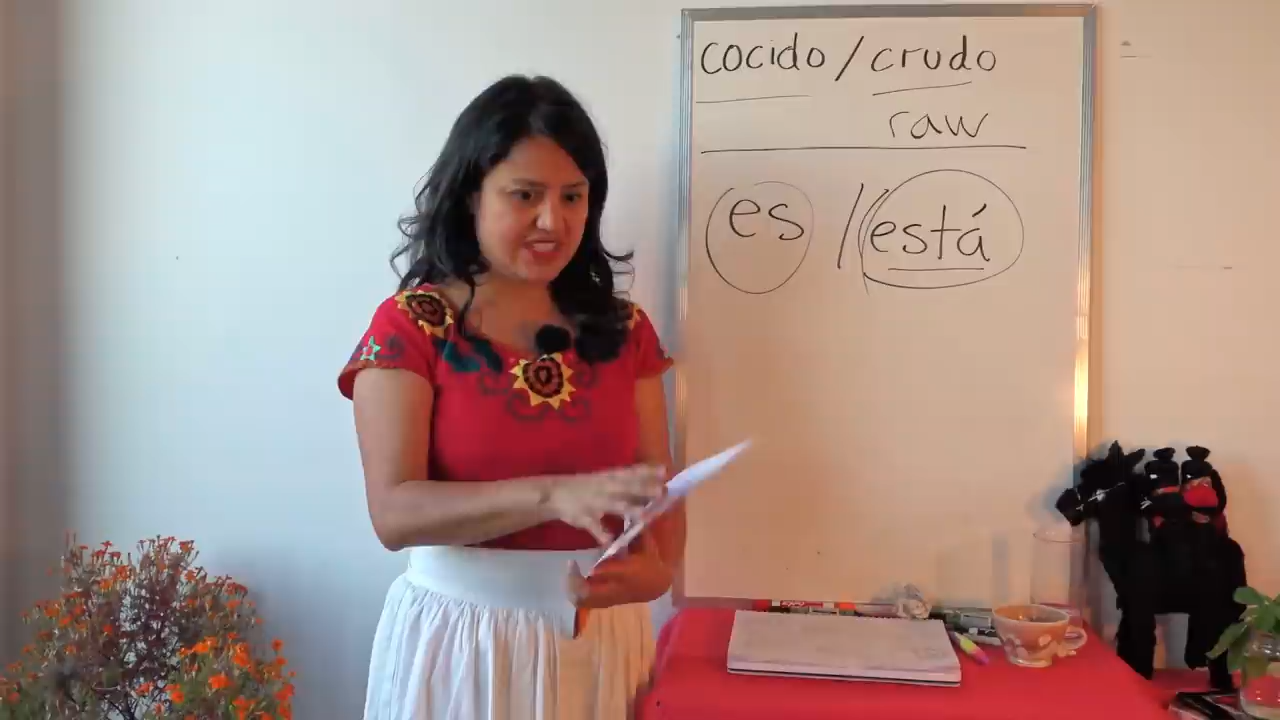 cocido / crudo
raw
es / está